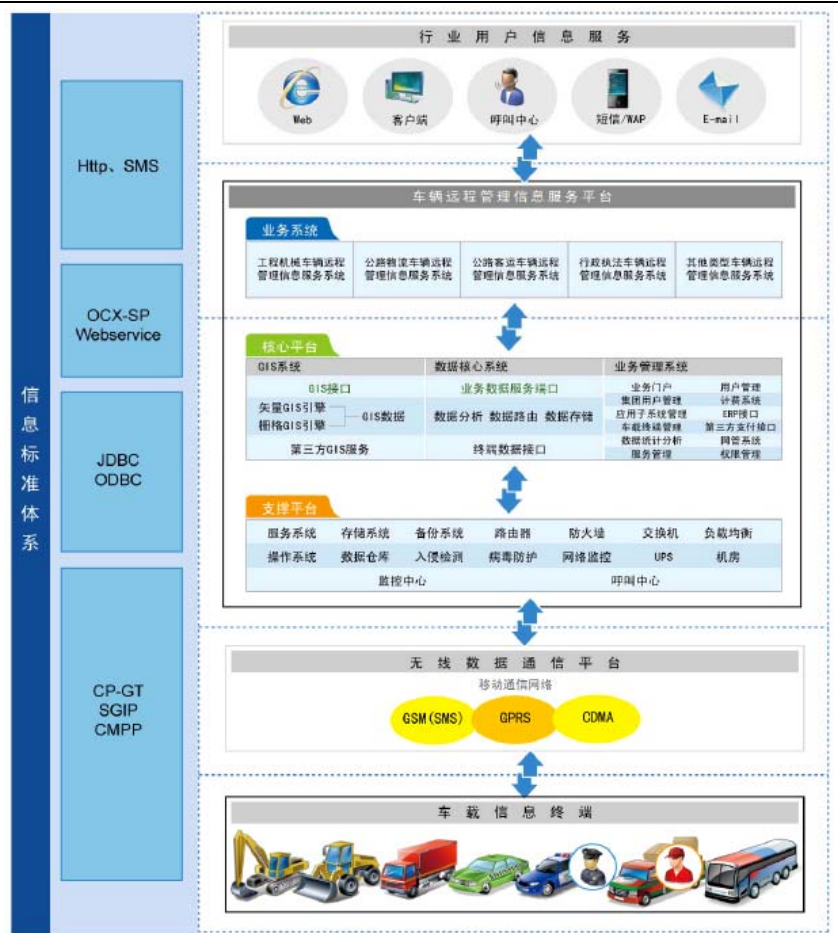 信息标准体系
Http、SMS
OCX-SP
Webservice
JDBC
ODBC
CP-GT
SGIP
CMPP
行业用户信息服务
Web
客户端
呼叫中心
短信/WAP
E-mail
车辆远程管理信息服务平台
业务系统
工程机械车辆远程
管理信息服务系统
公路物流车辆远程
管理信息服务系统
公路客运车辆远程
管理信息服务系统
行政执法车辆远程
管理信息服务系统
其他类型车辆远程
管理信息服务系统
核心平台
GIS系统
GIS接口
矢量GIS引擎
栅格GIS引擎
GIS数据
第三方GIS服务
数据核心系统
业务数据服务端口
数据分析 数据路由 数据存储
终端数据接口
业务管理系统
业务门户 用户管理
集团用户管理 计费系统
应用子系统管理 ERP接口
车载终端管理 第三方支付接口
数据统计分析 网管系统
服务管理 权限管理
支撑平台
服务系统 存储系统 备份系统 路由器 防火墙 交换机 负载均衡
操作系统 数据仓库 入侵检测 病毒防护 网络监控 UPS 机房
监控中心 呼叫中心
无线数据通信平台
移动通信网络
GSM(SMS) GPRS CDMA
车载信息终端